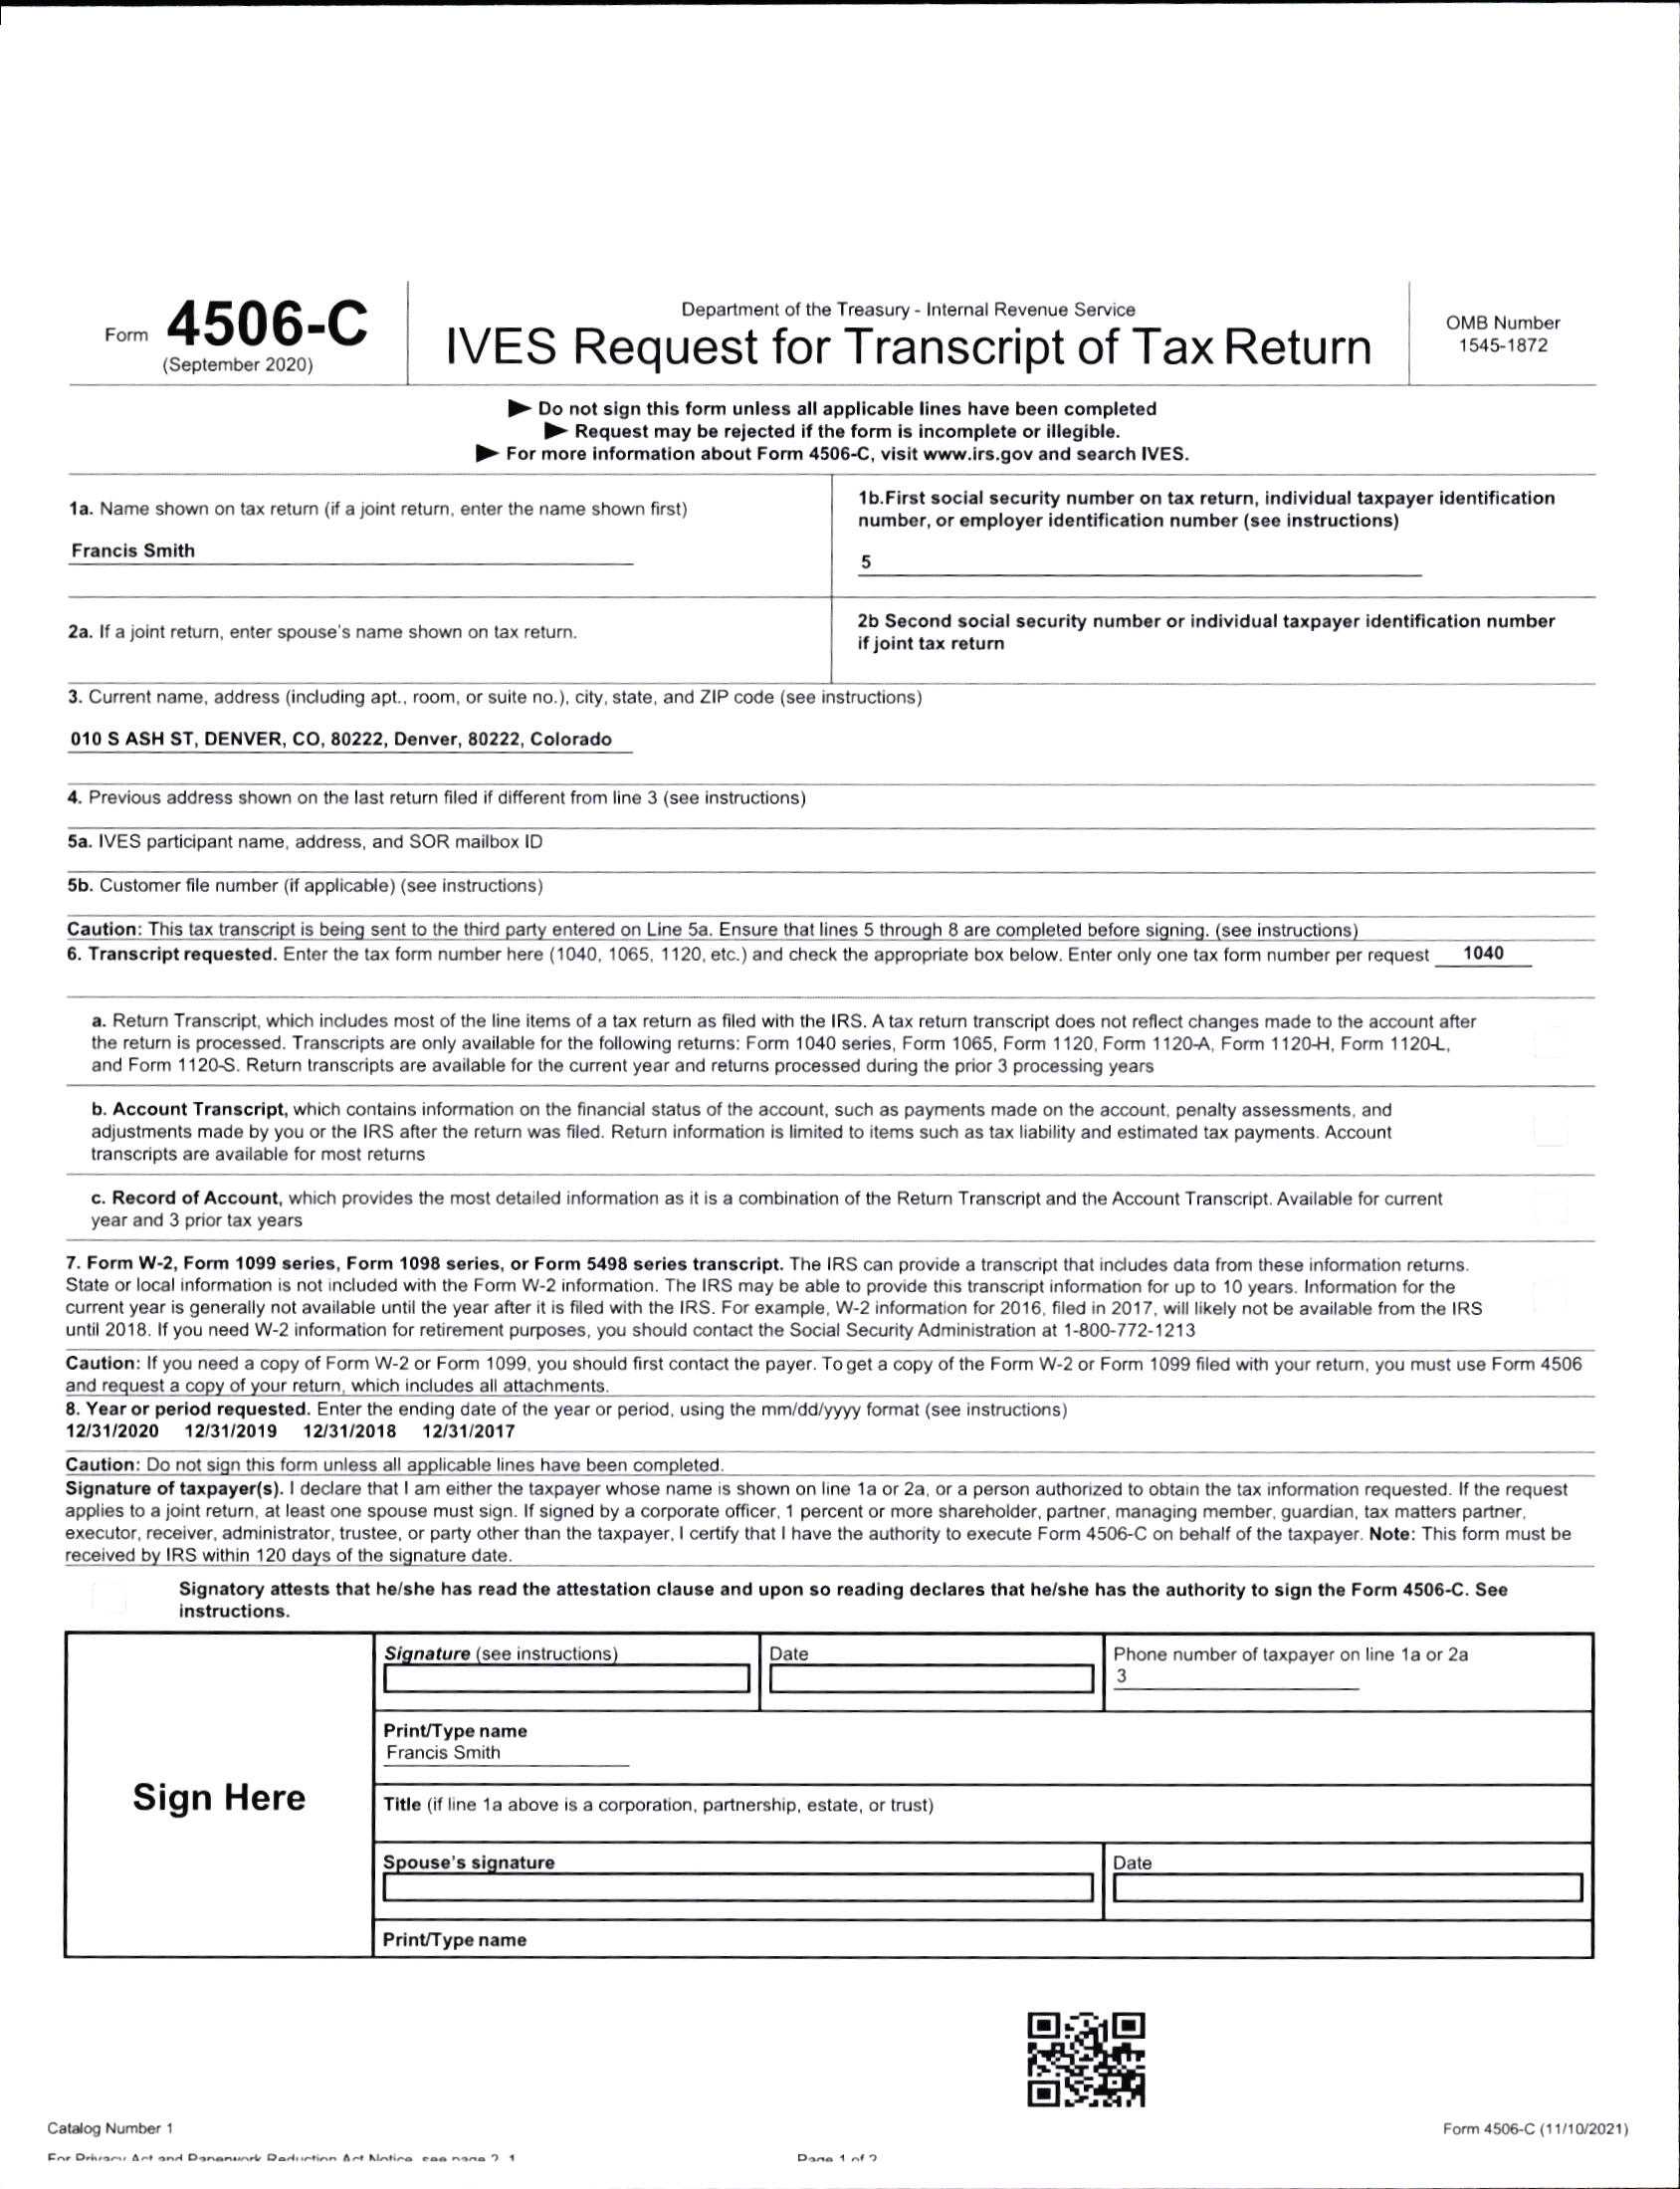 Form 4506-C
(September 2020)
Department of the Treasury - Internal Revenue Service
IVES Request for Transcript of Tax Return
OMB Number
1545-1872
Do not sign this form unless all applicable lines have been completed
Request may be rejected if the form is incomplete or illegible.
For more information about Form 4506-C, visit www.irs.gov and search IVES.
1a. Name shown on tax return (if a joint return, enter the name shown first)
Francis Smith
1b.First social security number on tax return, individual taxpayer identification
number, or employer identification number (see instructions)
5
2a. If a joint return, enter spouse's name shown on tax return.
2b Second social security number or individual taxpayer identification number
if joint tax return
3. Current name, address (including apt., room, or suite no.), city, state, and ZIP code (see instructions)
010 S ASH ST, DENVER, CO, 80222, Denver, 80222, Colorado
4. Previous address shown on the last return filed if different from line 3 (see instructions)
5a. IVES participant name, address, and SOR mailbox ID
5b. Customer file number (if applicable) (see instructions)
Caution: This tax transcript is being sent to the third party entered on Line 5a. Ensure that lines 5 through 8 are completed before signing. (see instructions)
6. Transcript requested. Enter the tax form number here (1040, 1065, 1120, etc.) and check the appropriate box below. Enter only one tax form number per request 1040
a. Return Transcript, which includes most of the line items of a tax return as filed with the IRS. A tax return transcript does not reflect changes made to the account after
the return is processed. Transcripts are only available for the following returns: Form 1040 series, Form 1065, Form 1120, Form 1120-A, Form 1120-H, Form 1120-L,
and Form 1120-S. Return transcripts are available for the current year and returns processed during the prior 3 processing years
b. Account Transcript, which contains information on the financial status of the account, such as payments made on the account, penalty assessments, and
adjustments made by you or the IRS after the return was filed. Return information is limited to items such as tax liability and estimated tax payments. Account
transcripts are available for most returns
c. Record of Account, which provides the most detailed information as it is a combination of the Return Transcript and the Account Transcript. Available for current
year and 3 prior tax years
7. Form W-2, Form 1099 series, Form 1098 series, or Form 5498 series transcript. The IRS can provide a transcript that includes data from these information returns.
State or local information is not included with the Form W-2 information. The IRS may be able to provide this transcript information for up to 10 years. Information for the
current year is generally not available until the year after it is filed with the IRS. For example, W-2 information for 2016, filed in 2017, will likely not be available from the IRS
until 2018. If you need W-2 information for retirement purposes, you should contact the Social Security Administration at 1-800-772-1213
Caution: If you need a copy of Form W-2 or Form 1099, you should first contact the payer. To get a copy of the Form W-2 or Form 1099 filed with your return, you must use Form 4506
and request a copy of your return, which includes all attachments.
8. Year or period requested. Enter the ending date of the year or period, using the mm/dd/yyyy format (see instructions)
12/31/2020 12/31/2019 12/31/2018 12/31/2017
Caution: Do not sign this form unless all applicable lines have been completed.
Signature of taxpayer(s). I declare that I am either the taxpayer whose name is shown on line 1a or 2a, or a person authorized to obtain the tax information requested. If the request
applies to a joint return, at least one spouse must sign. If signed by a corporate officer, 1 percent or more shareholder, partner, managing member, guardian, tax matters partner,
executor, receiver, administrator, trustee, or party other than the taxpayer, I certify that I have the authority to execute Form 4506-C on behalf of the taxpayer. Note: This form must be
received by IRS within 120 days of the signature date.
Signatory attests that he/she has read the attestation clause and upon so reading declares that he/she has the authority to sign the Form 4506-C. See
instructions.
Sign Here
Signature (see instructions)
Date
Phone number of taxpayer on line 1a or 2a
3
Print/Type name
Francis Smith
Title (if line 1a above is a corporation, partnership, estate, or trust)
Spouse's signature
Date
Print/Type name
Catalog Number 1
Form 4506-C (11/10/2021)
For Privacy Act and Paperwork Reduction Act Notice, see page 2. 1
Page 1 of 2